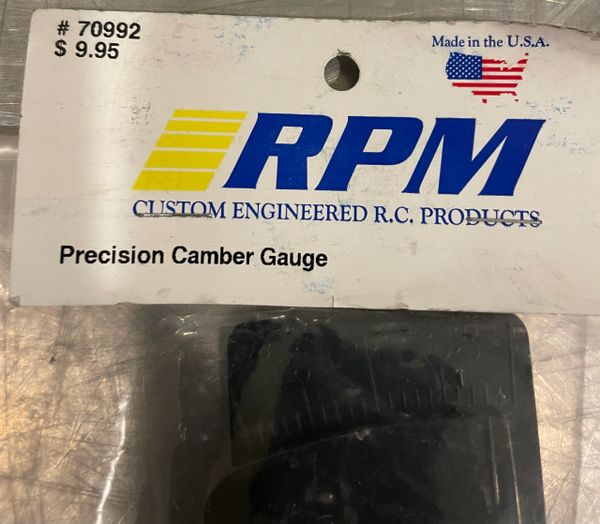 # 70992
$ 9.95
Made in the U.S.A.
RPM
CUSTOM ENGINEERED R.C. PRODUCTS
Precision Camber Gauge